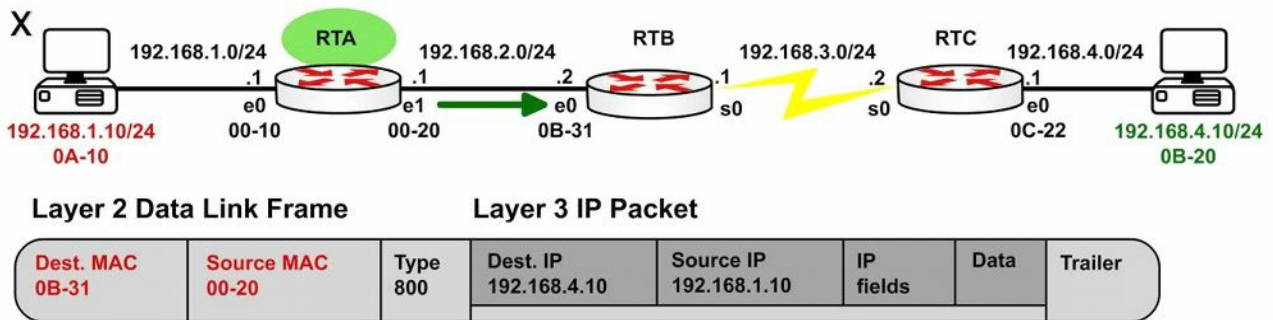 X
RTA
RTB
RTC
192.168.1.0/24
192.168.2.0/24
192.168.3.0/24
192.168.4.0/24
.1
.1
.2
.1
.2
.1
e0
e1
e0
s0
s0
e0
00-10
00-20
0B-31
0C-22
192.168.1.10/24
0A-10
192.168.4.10/24
0B-20
Layer 2 Data Link Frame
Layer 3 IP Packet
Dest. MAC
0B-31
Source MAC
00-20
Type
800
Dest. IP
192.168.4.10
Source IP
192.168.1.10
IP
fields
Data
Trailer